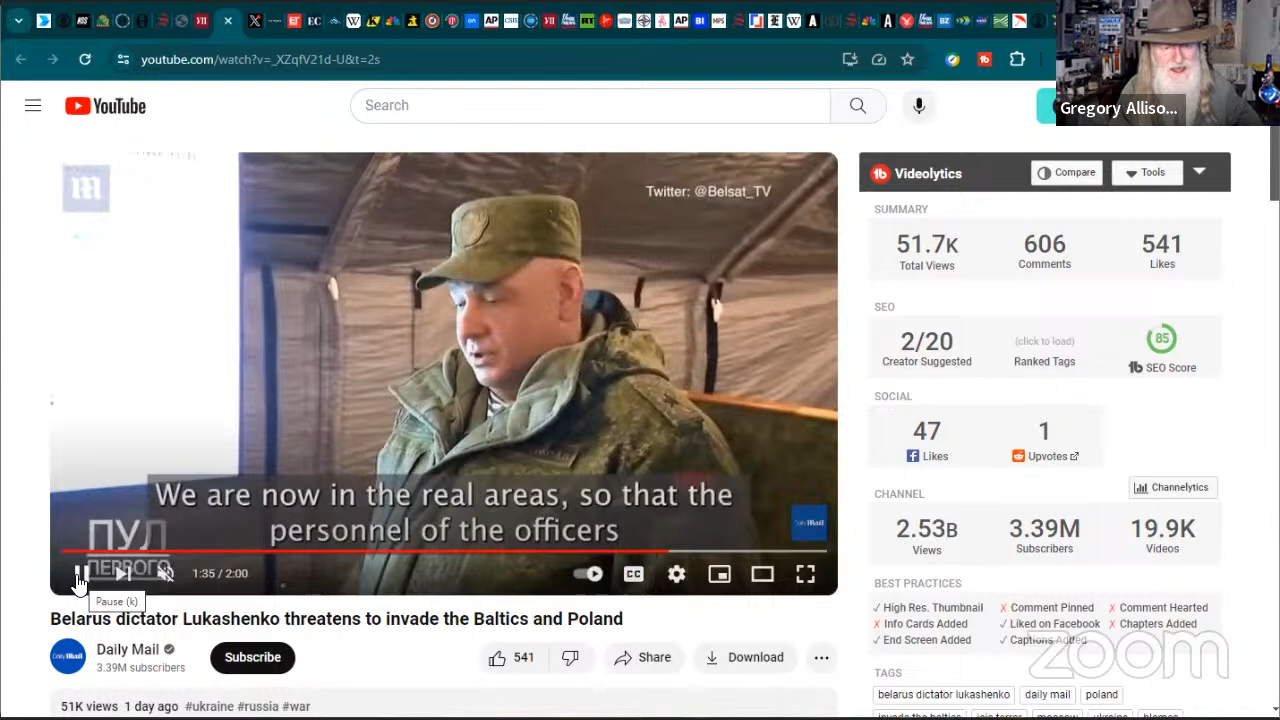 youtube.com/watch?v=_XZqfV21d-U&t=2s
Gregory Alliso...
YouTube
Search
m
Twitter: @Belsat_TV
We are now in the real areas, so that the
personnel of the officers
ПУЛ
ПЕРВОГО
Daily Mail
1:35 / 2:00
CC
Pause (k)
Belarus dictator Lukashenko threatens to invade the Baltics and Poland
Daily Mail
3.39M subscribers
Subscribe
541
Share
Download
51K views 1 day ago #ukraine #russia #war
Videolytics
Compare
Tools
SUMMARY
51.7K
606
541
Total Views
Comments
Likes
SEO
2/20
(click to load)
85
Creator Suggested
Ranked Tags
SEO Score
SOCIAL
47
1
Likes
Upvotes
CHANNEL
Channelytics
2.53B
3.39M
19.9K
Views
Subscribers
Videos
BEST PRACTICES
✓ High Res. Thumbnail
✗ Comment Pinned
✗ Comment Hearted
✗ Info Cards Added
✓ Liked on Facebook
✗ Chapters Added
✓ End Screen Added
✓ Captions Added
zoom
TAGS
belarus dictator lukashenko
daily mail
poland